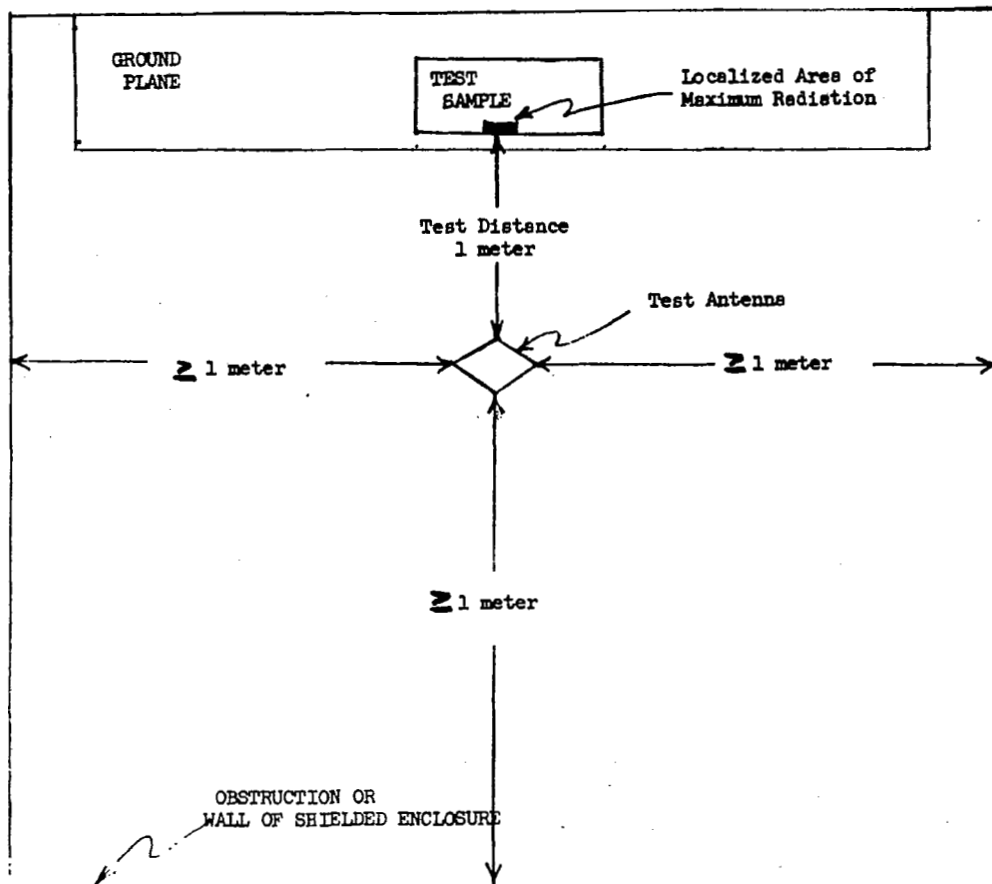 GROUND
PLANE
TEST
SAMPLE
Localized Area of
Maximum Radiation
Test Distance
1 meter
Test Antenna
≥ 1 meter
≥ 1 meter
≥ 1 meter
OBSTRUCTION OR
WALL OF SHIELDED ENCLOSURE